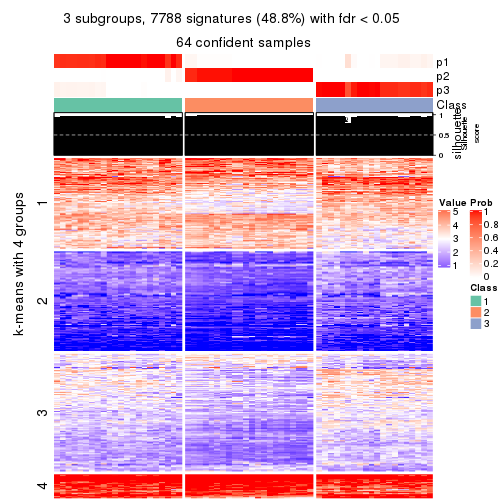 3 subgroups, 7788 signatures (48.8%) with fdr < 0.05
64 confident samples
p1
p2
p3
Class
silhouette
Silhouette
score
1
0.5
0
k-means with 4 groups
1
2
3
4
Value
5
4
3
2
1
Prob
1
0.8
0.6
0.4
0.2
0
Class
1
2
3